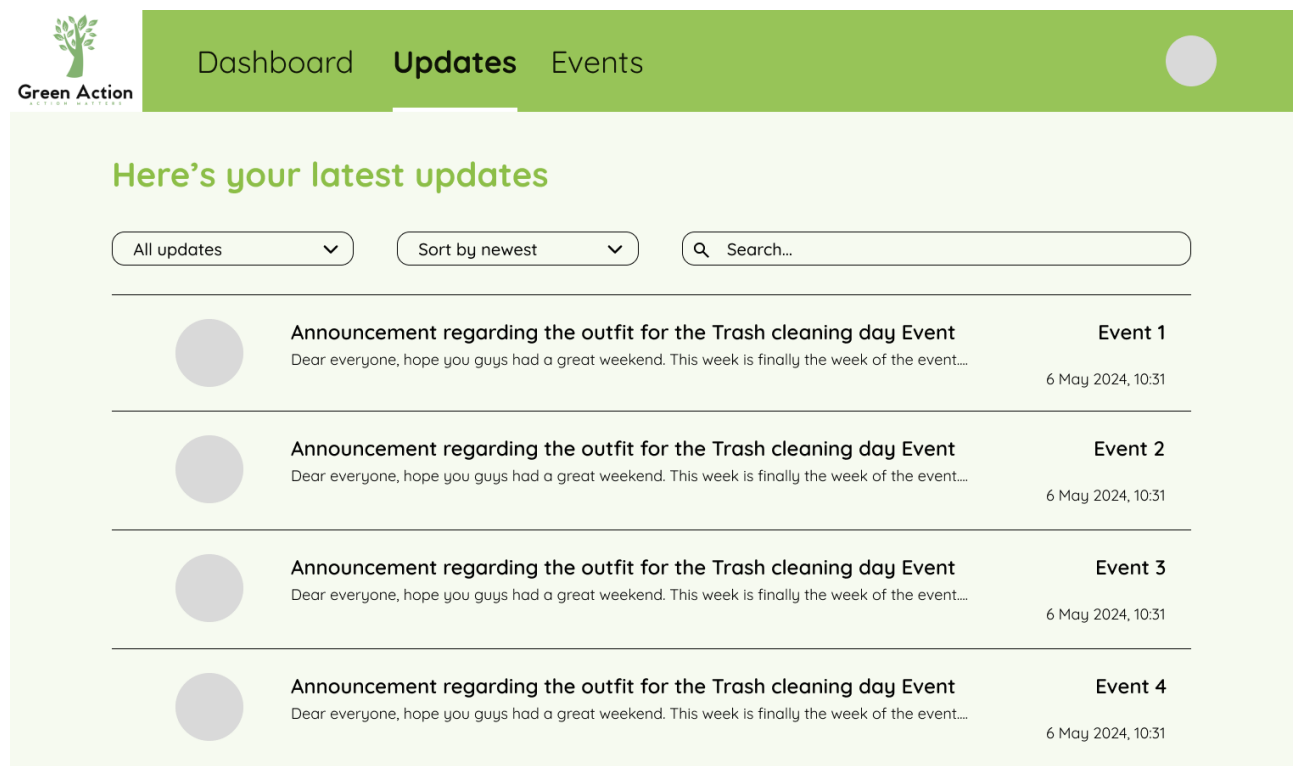 Dashboard Updates Events
Green Action
ACTION MATTERS
Here’s your latest updates
All updates Sort by newest Search...
Announcement regarding the outfit for the Trash cleaning day Event Event 1
Dear everyone, hope you guys had a great weekend. This week is finally the week of the event....
6 May 2024, 10:31
Announcement regarding the outfit for the Trash cleaning day Event Event 2
Dear everyone, hope you guys had a great weekend. This week is finally the week of the event....
6 May 2024, 10:31
Announcement regarding the outfit for the Trash cleaning day Event Event 3
Dear everyone, hope you guys had a great weekend. This week is finally the week of the event....
6 May 2024, 10:31
Announcement regarding the outfit for the Trash cleaning day Event Event 4
Dear everyone, hope you guys had a great weekend. This week is finally the week of the event....
6 May 2024, 10:31